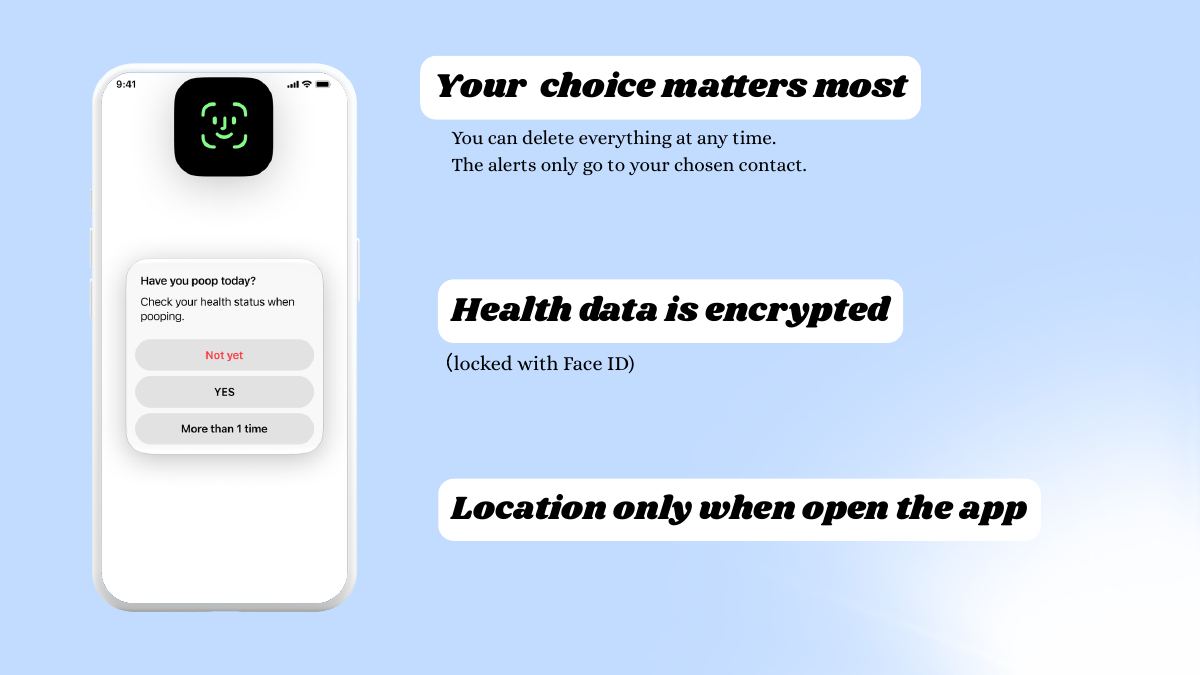 9:41
Have you poop today?
Check your health status when
pooping.
Not yet
YES
More than 1 time
Your choice matters most
You can delete everything at any time.
The alerts only go to your chosen contact.
Health data is encrypted
(locked with Face ID)
Location only when open the app